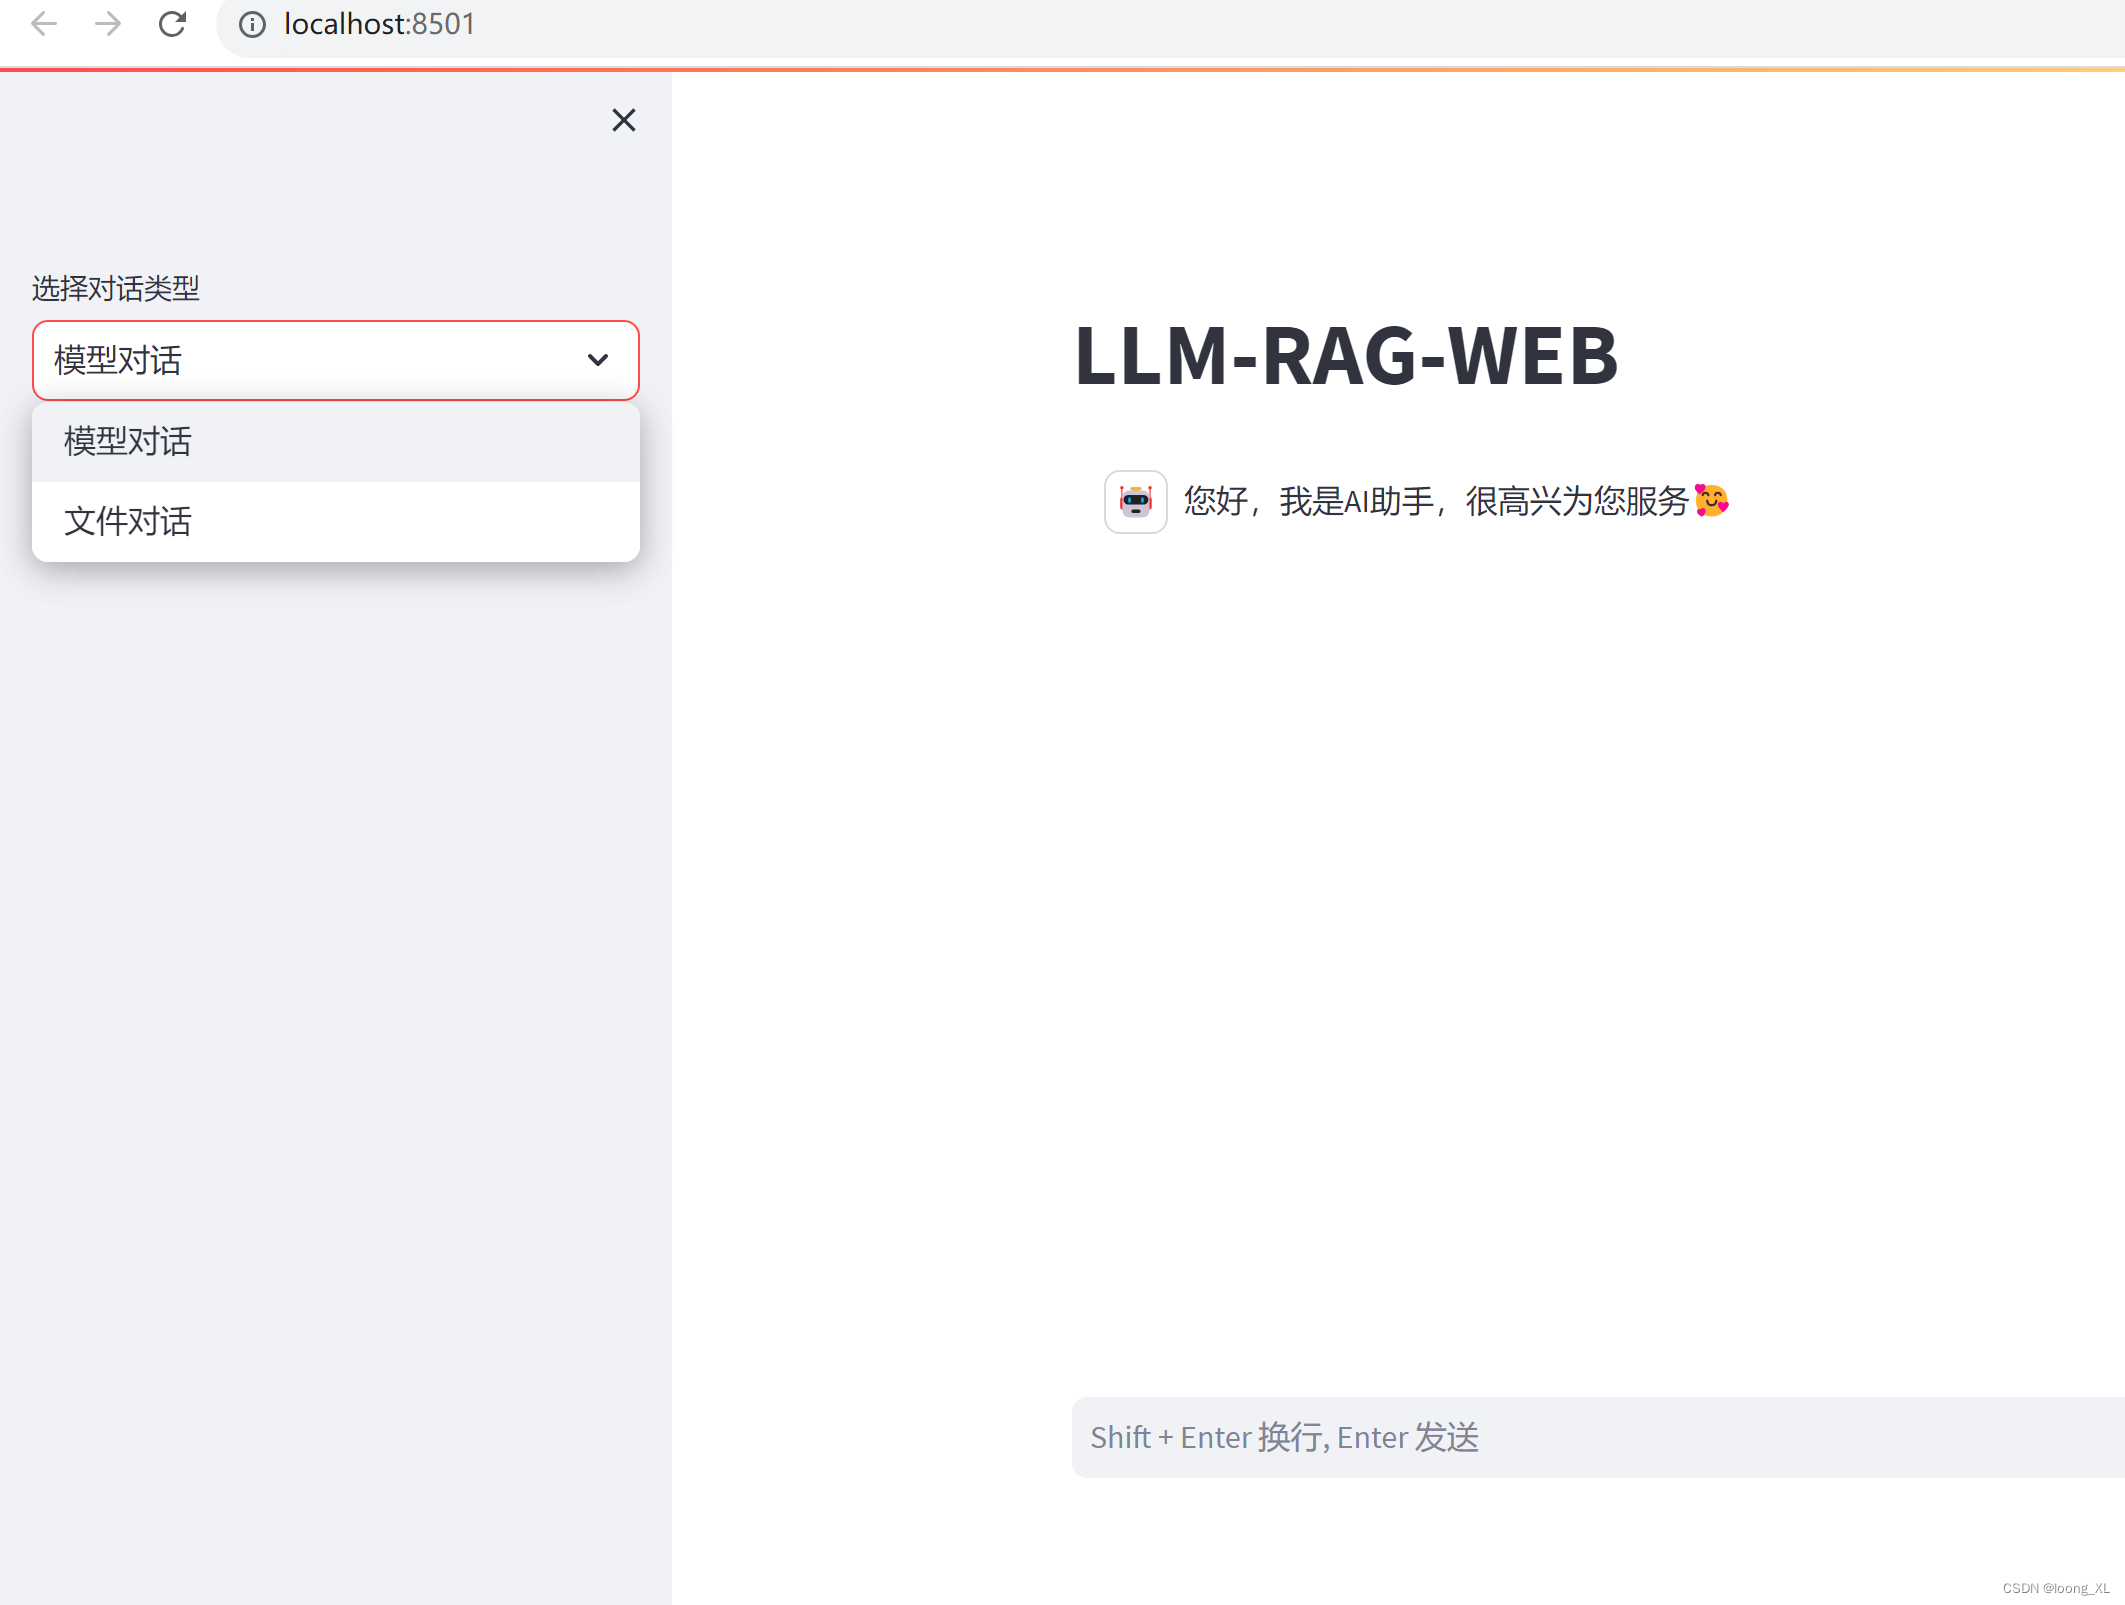 localhost:8501
选择对话类型
模型对话
模型对话
文件对话
LLM-RAG-WEB
您好，我是AI助手，很高兴为您服务🥰
Shift + Enter 换行, Enter 发送
CSDN @loong_XL